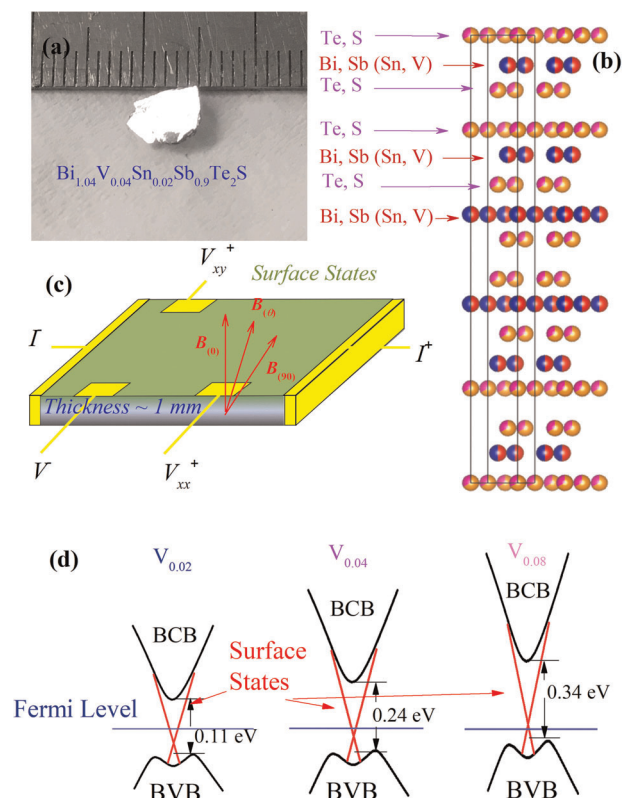 (a)
Bi1.04V0.04Sn0.02Sb0.9Te2S
(b)
Te, S
Bi, Sb (Sn, V)
Te, S
Te, S
Bi, Sb (Sn, V)
Te, S
Bi, Sb (Sn, V)
(c)
Vxy+
Surface States
B(0)
B(θ)
B(90)
I-
I+
Thickness ~ 1 mm
V-
Vxx+
(d)
V0.02
V0.04
V0.08
BCB
BCB
BCB
Surface
States
Fermi Level
0.11 eV
0.24 eV
0.34 eV
BVB
BVB
BVB